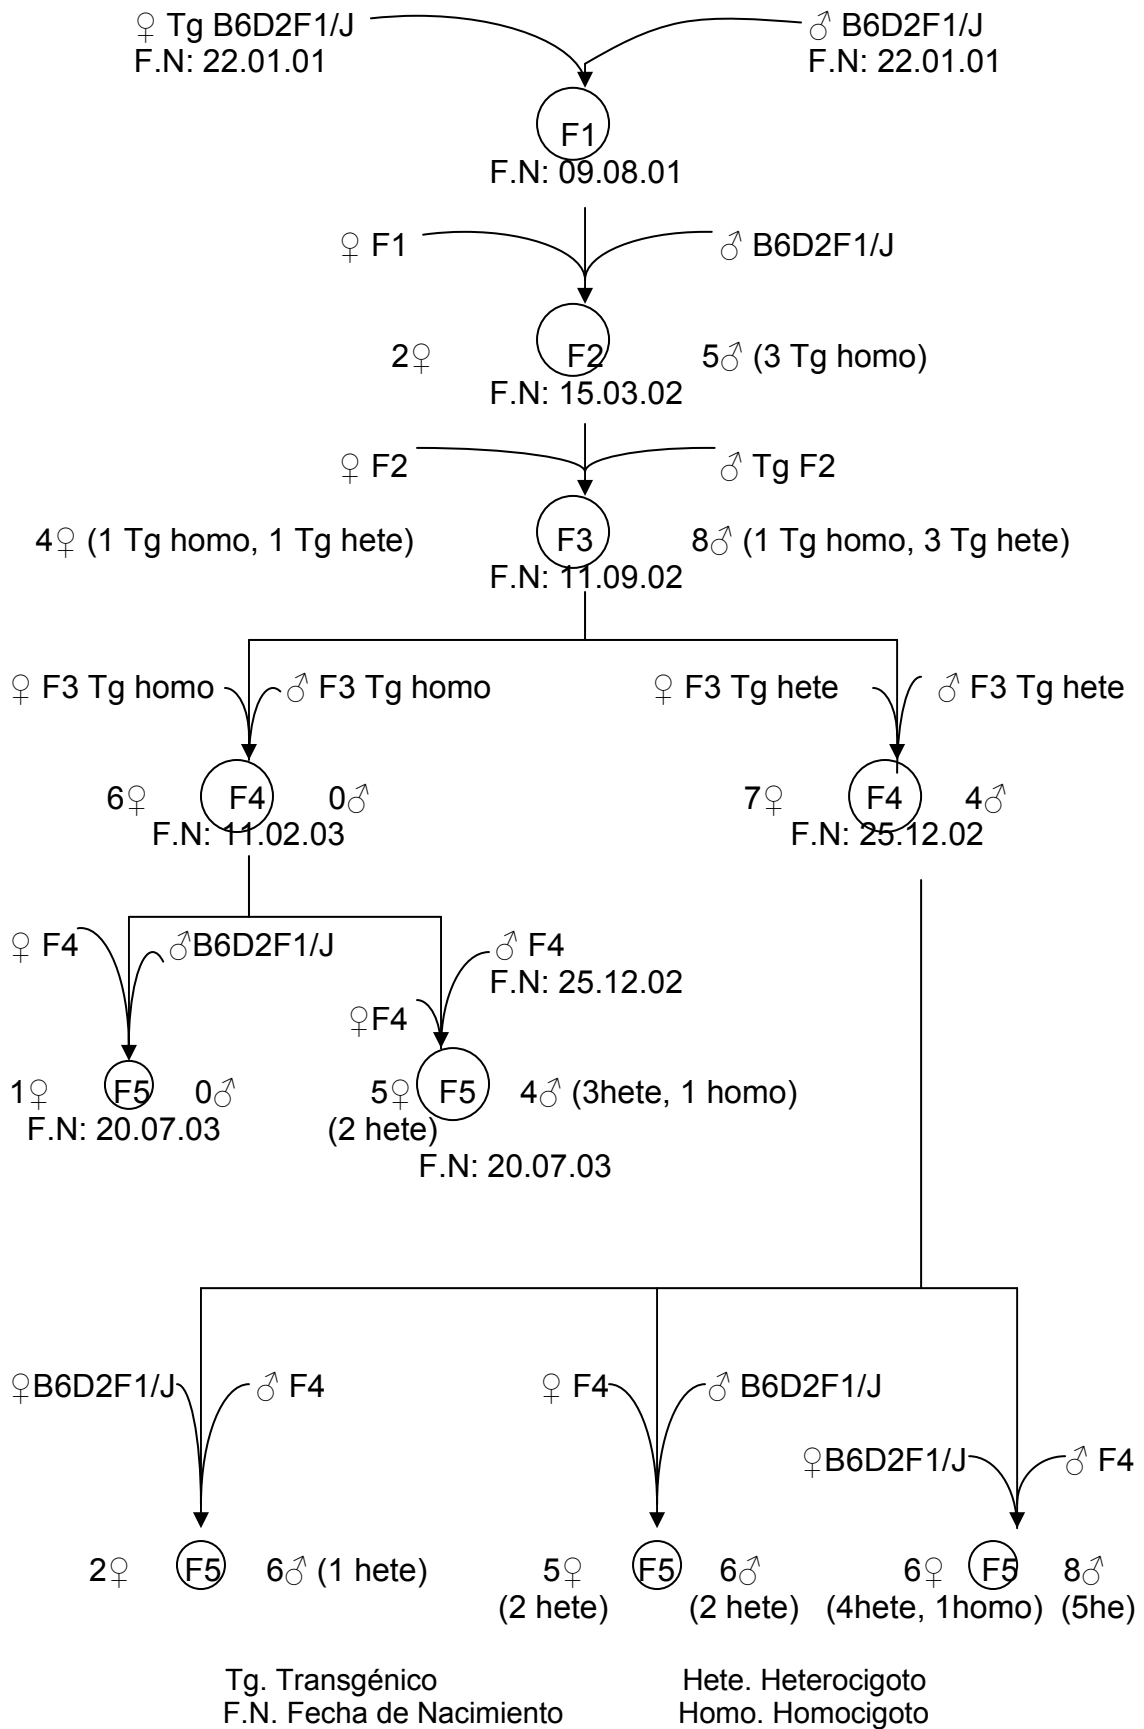 ♀ Tg B6D2F1/J ♂ B6D2F1/J
F.N: 22.01.01 F.N: 22.01.01
F1
F.N: 09.08.01
♀ F1 ♂ B6D2F1/J
2♀ F2 5♂ (3 Tg homo)
F.N: 15.03.02
♀ F2 ♂ Tg F2
4♀ (1 Tg homo, 1 Tg hete) F3 8♂ (1 Tg homo, 3 Tg hete)
F.N: 11.09.02
♀ F3 Tg homo ♂ F3 Tg homo ♀ F3 Tg hete ♂ F3 Tg hete
6♀ F4 0♂ 7♀ F4 4♂
F.N: 11.02.03 F.N: 25.12.02
♀ F4 ♂B6D2F1/J ♂ F4
F.N: 25.12.02
♀F4
1♀ F5 0♂ 5♀ F5 4♂ (3hete, 1 homo)
F.N: 20.07.03 (2 hete)
F.N: 20.07.03
♀B6D2F1/J ♂ F4 ♀ F4 ♂ B6D2F1/J
♀B6D2F1/J ♂ F4
2♀ F5 6♂ (1 hete) 5♀ F5 6♂ 6♀ F5 8♂
(2 hete) (2 hete) (4hete, 1homo) (5he)
Tg. Transgénico Hete. Heterocigoto
F.N. Fecha de Nacimiento Homo. Homocigoto